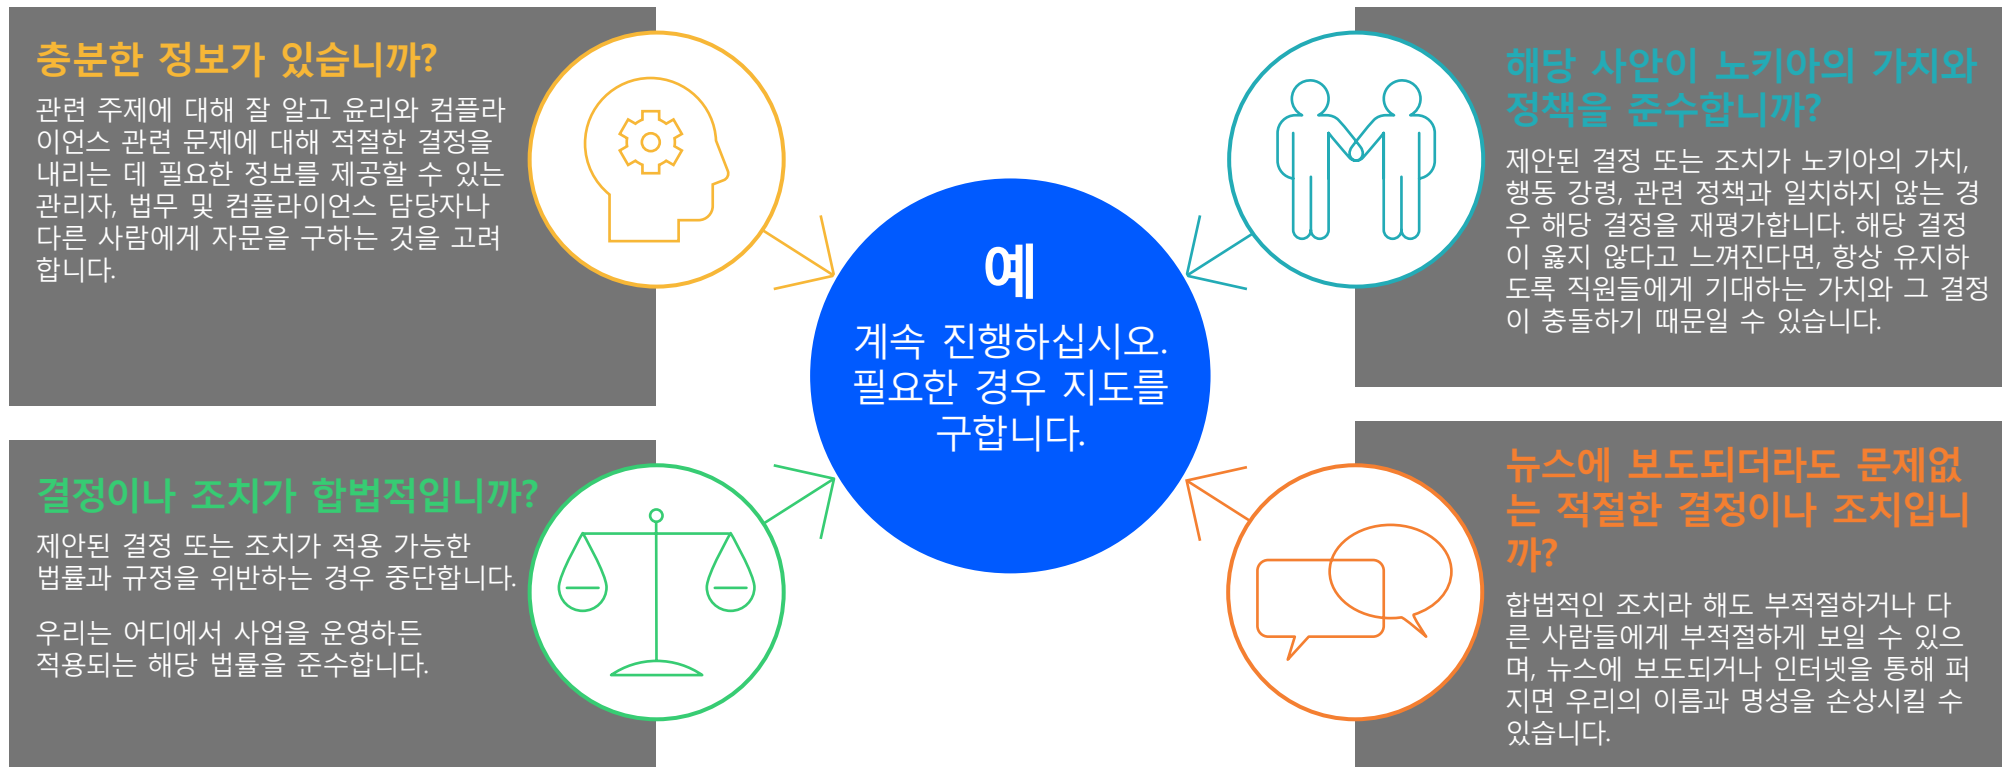 충분한 정보가 있습니까?
관련 주제에 대해 잘 알고 윤리와 컴플라
이언스 관련 문제에 대해 적절한 결정을
내리는 데 필요한 정보를 제공할 수 있는
관리자, 법무 및 컴플라이언스 담당자나
다른 사람에게 자문을 구하는 것을 고려
합니다.
해당 사안이 노키아의 가치와
정책을 준수합니까?
제안된 결정 또는 조치가 노키아의 가치,
행동 강령, 관련 정책과 일치하지 않는 경
우 해당 결정을 재평가합니다. 해당 결정
이 옳지 않다고 느껴진다면, 항상 유지하
도록 직원들에게 기대하는 가치와 그 결정
이 충돌하기 때문일 수 있습니다.
예
계속 진행하십시오.
필요한 경우 지도를
구합니다.
결정이나 조치가 합법적입니까?
제안된 결정 또는 조치가 적용 가능한
법률과 규정을 위반하는 경우 중단합니다.
우리는 어디에서 사업을 운영하든
적용되는 해당 법률을 준수합니다.
뉴스에 보도되더라도 문제없
는 적절한 결정이나 조치입니
까?
합법적인 조치라 해도 부적절하거나 다
른 사람들에게 부적절하게 보일 수 있으
며, 뉴스에 보도되거나 인터넷을 통해 퍼
지면 우리의 이름과 명성을 손상시킬 수
있습니다.